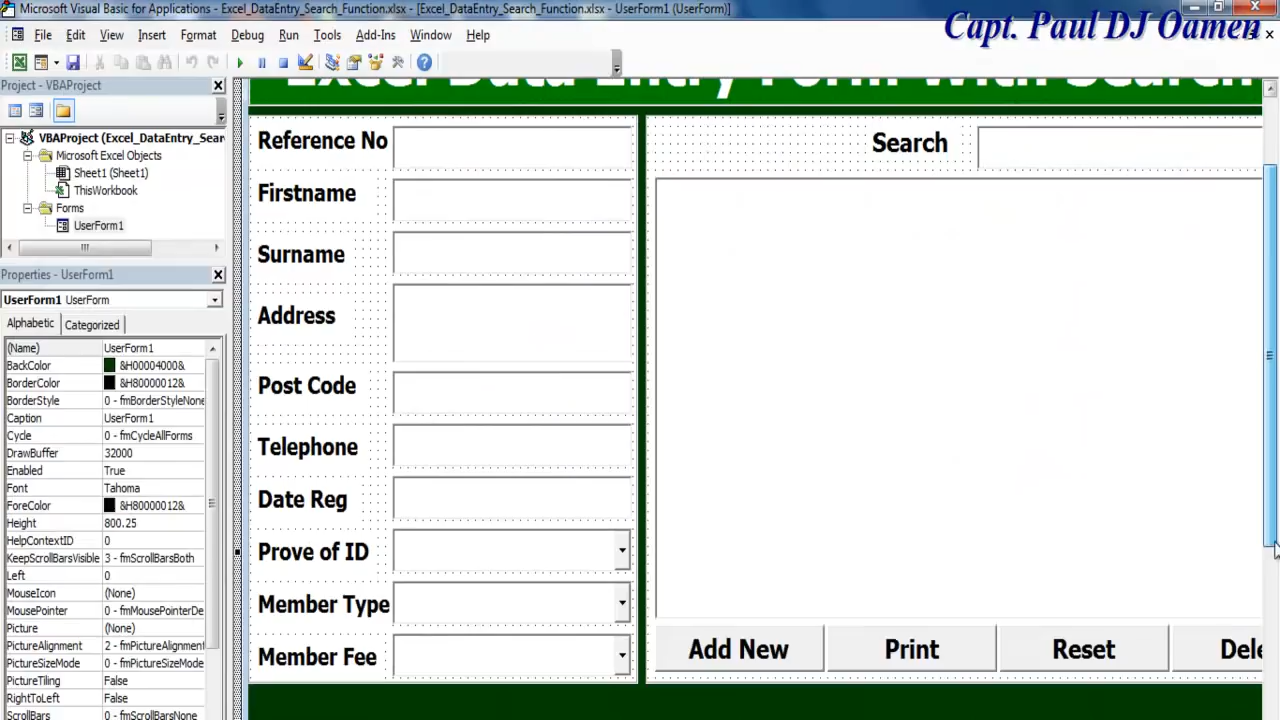 Microsoft Visual Basic for Applications - Excel_DataEntry_Search_Function.xlsx - [Excel_DataEntry_Search_Function.xlsx - UserForm1 (UserForm)]
Capt. Paul DJ Oamen
File Edit View Insert Format Debug Run Tools Add-Ins Window Help
Project - VBAProject
VBAProject (Excel_DataEntry_Sear
Microsoft Excel Objects
Sheet1 (Sheet1)
ThisWorkbook
Forms
UserForm1
Properties - UserForm1
UserForm1 UserForm
Alphabetic Categorized
(Name) UserForm1
BackColor &H00004000&
BorderColor &H80000012&
BorderStyle 0 - fmBorderStyleNone
Caption UserForm1
Cycle 0 - fmCycleAllForms
DrawBuffer 32000
Enabled True
Font Tahoma
ForeColor &H80000012&
Height 800.25
HelpContextID 0
KeepScrollBarsVisible 3 - fmScrollBarsBoth
Left 0
MouseIcon (None)
MousePointer 0 - fmMousePointerDe
Picture (None)
PictureAlignment 2 - fmPictureAlignment
PictureSizeMode 0 - fmPictureSizeMode
PictureTiling False
RightToLeft False
ScrollBars 0 - fmScrollBarsNone
Excel Data Entry Form With Search
Reference No
Firstname
Surname
Address
Post Code
Telephone
Date Reg
Prove of ID
Member Type
Member Fee
Search
Add New Print Reset Dele